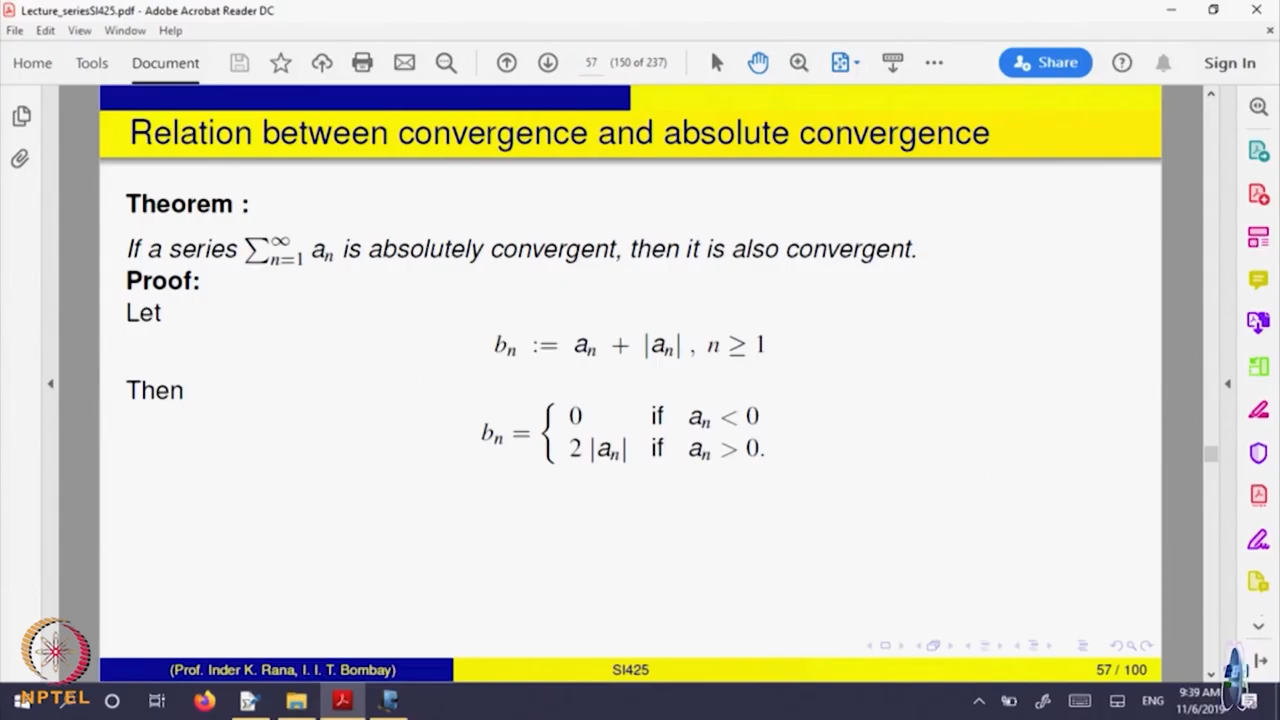 Lecture_seriesSI425.pdf - Adobe Acrobat Reader DC
File Edit View Window Help
Home Tools Document 57 (150 of 237) Share Sign In
Relation between convergence and absolute convergence
Theorem :
If a series ∑_{n=1}^{∞} a_n is absolutely convergent, then it is also convergent.
Proof:
Let
b_n := a_n + |a_n| , n ≥ 1
Then
b_n = { 0 if a_n < 0
2 |a_n| if a_n > 0.
(Prof. Inder K. Rana, I. I. T. Bombay) SI425 57 / 100
NPTEL
ENG 9:39 AM
11/6/2019